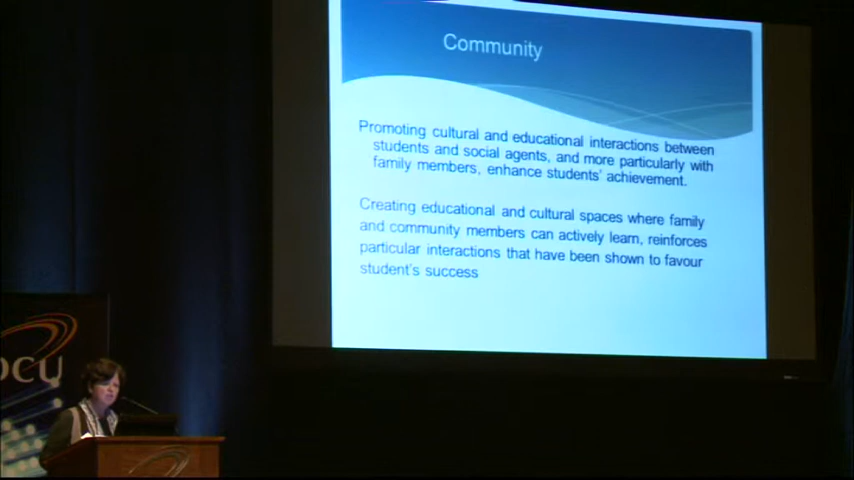 Community
Promoting cultural and educational interactions between
students and social agents, and more particularly with
family members, enhance students' achievement.
Creating educational and cultural spaces where family
and community members can actively learn, reinforces
particular interactions that have been shown to favour
student's success
ocy